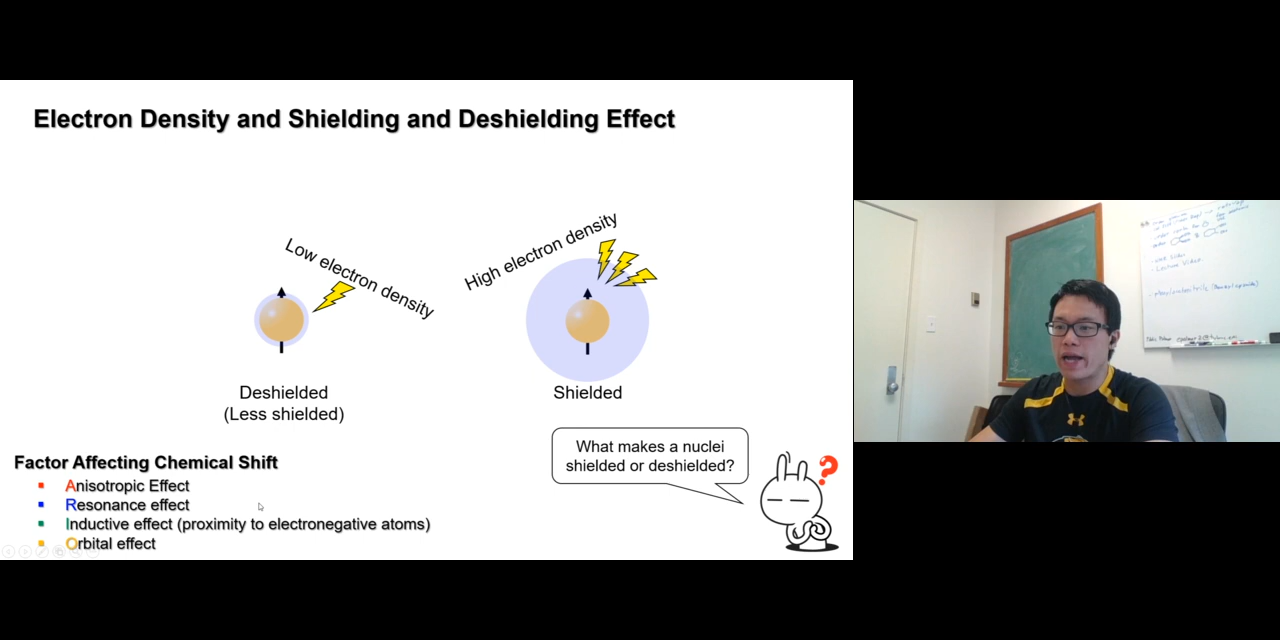 Electron Density and Shielding and Deshielding Effect
Low electron density
High electron density
Deshielded
(Less shielded)
Shielded
What makes a nuclei
shielded or deshielded?
Factor Affecting Chemical Shift
Anisotropic Effect
Resonance effect
Inductive effect (proximity to electronegative atoms)
Orbital effect
?
- Lecture Video